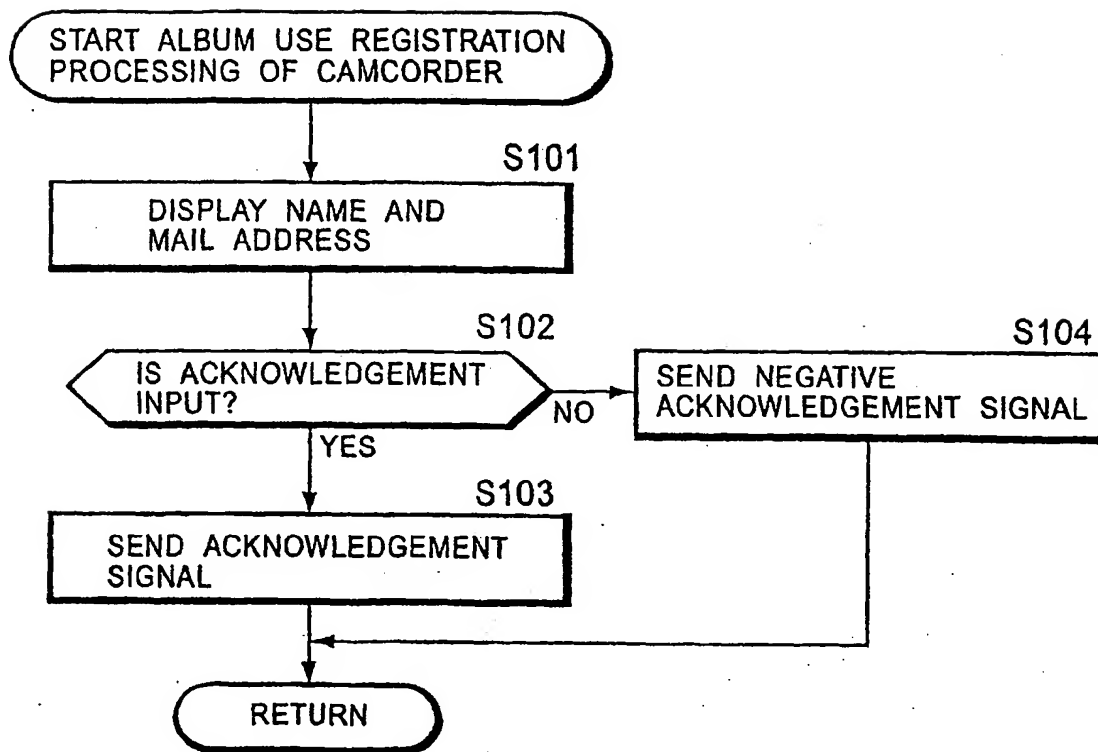 START ALBUM USE REGISTRATION
PROCESSING OF CAMCORDER
S101
DISPLAY NAME AND
MAIL ADDRESS
S102
IS ACKNOWLEDGEMENT
INPUT?
NO
YES
S104
SEND NEGATIVE
ACKNOWLEDGEMENT SIGNAL
S103
SEND ACKNOWLEDGEMENT
SIGNAL
RETURN